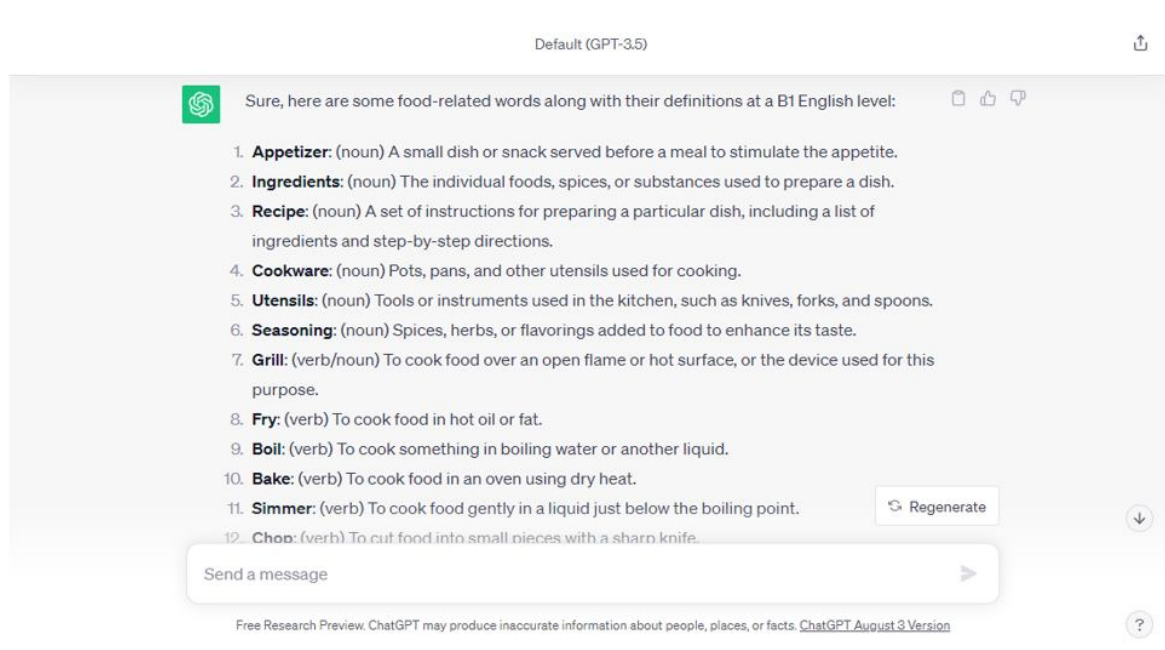 Default (GPT-3.5)
Sure, here are some food-related words along with their definitions at a B1 English level:
1. Appetizer: (noun) A small dish or snack served before a meal to stimulate the appetite.
2. Ingredients: (noun) The individual foods, spices, or substances used to prepare a dish.
3. Recipe: (noun) A set of instructions for preparing a particular dish, including a list of
ingredients and step-by-step directions.
4. Cookware: (noun) Pots, pans, and other utensils used for cooking.
5. Utensils: (noun) Tools or instruments used in the kitchen, such as knives, forks, and spoons.
6. Seasoning: (noun) Spices, herbs, or flavorings added to food to enhance its taste.
7. Grill: (verb/noun) To cook food over an open flame or hot surface, or the device used for this
purpose.
8. Fry: (verb) To cook food in hot oil or fat.
9. Boil: (verb) To cook something in boiling water or another liquid.
10. Bake: (verb) To cook food in an oven using dry heat.
11. Simmer: (verb) To cook food gently in a liquid just below the boiling point.
Regenerate
12. Chop: (verb) To cut food into small pieces with a sharp knife.
Send a message
Free Research Preview. ChatGPT may produce inaccurate information about people, places, or facts. ChatGPT August 3 Version
?